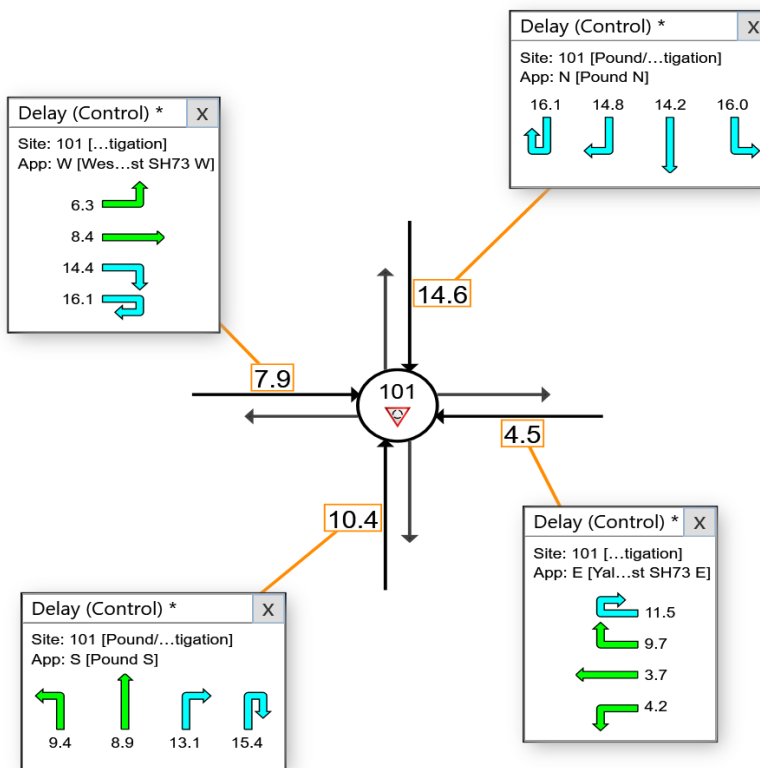 Delay (Control) * X
Site: 101 [Pound/...tigation]
App: N [Pound N]
16.1 14.8 14.2 16.0
Delay (Control) * X
Site: 101 [...tigation]
App: W [Wes...st SH73 W]
6.3
8.4
14.4
16.1
14.6
7.9
101
4.5
10.4
Delay (Control) * X
Site: 101 [...tigation]
App: E [Yal...st SH73 E]
11.5
9.7
3.7
4.2
Delay (Control) * X
Site: 101 [Pound/...tigation]
App: S [Pound S]
9.4 8.9 13.1 15.4